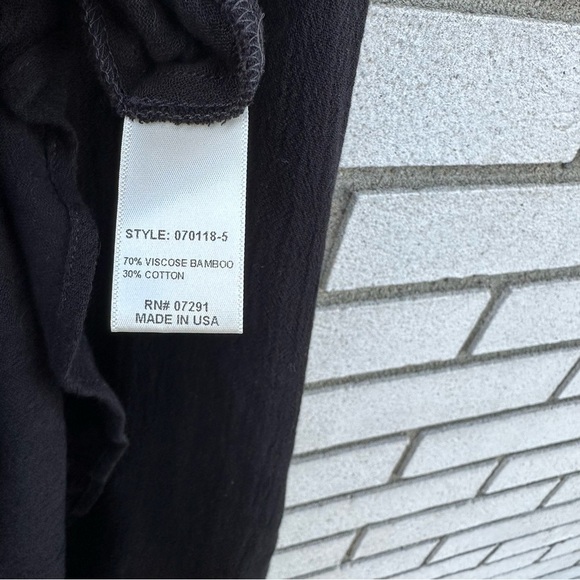 STYLE: 070118-5
70% VISCOSE BAMBOO
30% COTTON
RN# 07291
MADE IN USA